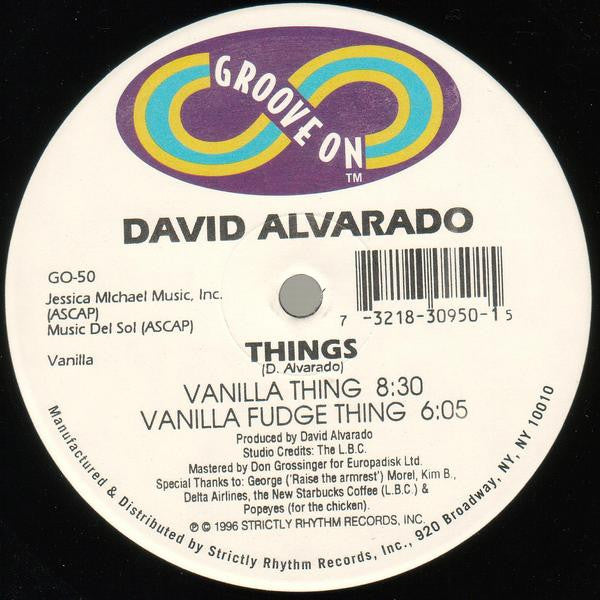 GROOVE ON
TM
DAVID ALVARADO
GO-50
Jessica MIchael Music, Inc.
(ASCAP)
Music Del Sol (ASCAP)
Vanilla
7 -3218-30950-1 5
THINGS
(D. Alvarado)
VANILLA THING 8:30
VANILLA FUDGE THING 6:05
Produced by David Alvarado
Studio Credits: The L.B.C.
Mastered by Don Grossinger for Europadisk Ltd.
Special Thanks to: George ('Raise the armrest') Morel, Kim B.,
Delta Airlines, the New Starbucks Coffee (L.B.C.) &
Popeyes (for the chicken).
℗ © 1996 STRICTLY RHYTHM RECORDS, INC.
Manufactured & Distributed by Strictly Rhythm Records, Inc., 920 Broadway, NY, NY 10010